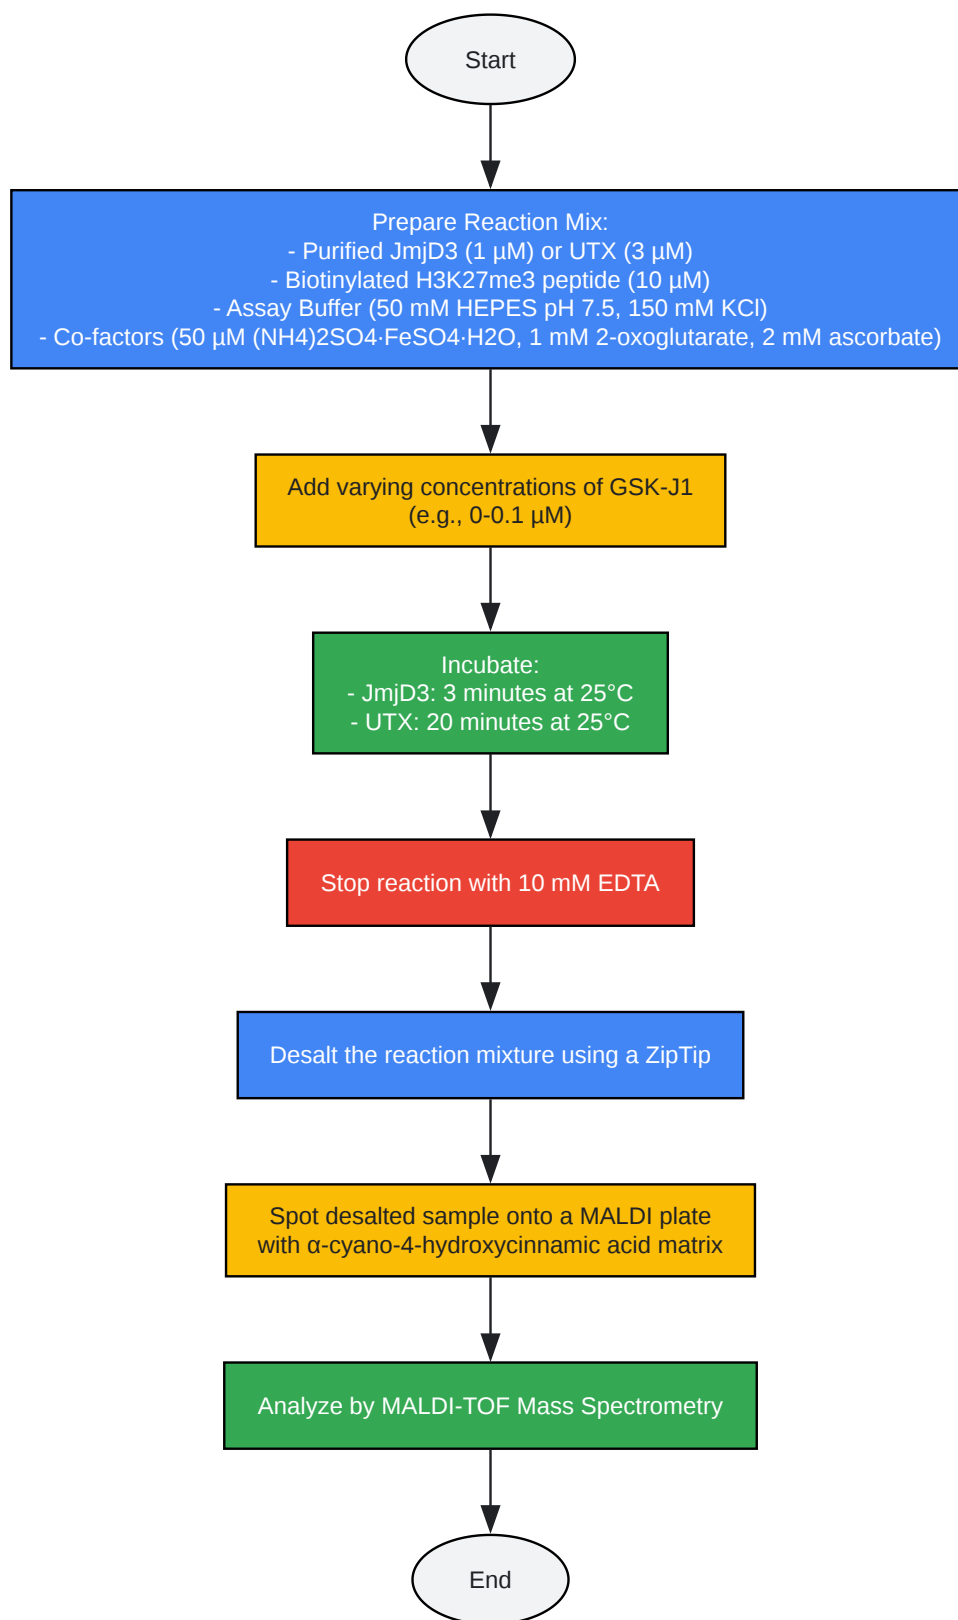 Start
Prepare Reaction Mix:
- Purified JmjD3 (1 µM) or UTX (3 µM)
- Biotinylated H3K27me3 peptide (10 µM)
- Assay Buffer (50 mM HEPES pH 7.5, 150 mM KCl)
- Co-factors (50 µM (NH4)2SO4·FeSO4·H2O, 1 mM 2-oxoglutarate, 2 mM ascorbate)
Add varying concentrations of GSK-J1
(e.g., 0-0.1 µM)
Incubate:
- JmjD3: 3 minutes at 25°C
- UTX: 20 minutes at 25°C
Stop reaction with 10 mM EDTA
Desalt the reaction mixture using a ZipTip
Spot desalted sample onto a MALDI plate
with α-cyano-4-hydroxycinnamic acid matrix
Analyze by MALDI-TOF Mass Spectrometry
End